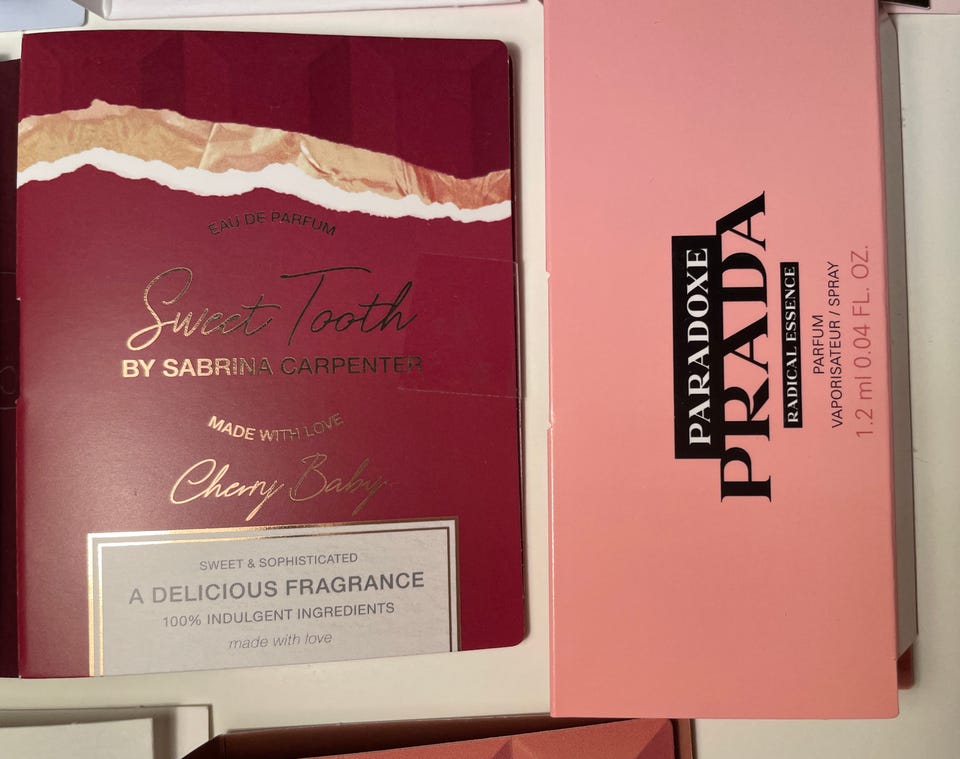 EAU DE PARFUM
Sweet Tooth
BY SABRINA CARPENTER
MADE WITH LOVE
Cherry Baby
SWEET & SOPHISTICATED
A DELICIOUS FRAGRANCE
100% INDULGENT INGREDIENTS
made with love
PARADOXE
PRADA
RADICAL ESSENCE
PARFUM
VAPORISATEUR / SPRAY
1.2 ml 0.04 FL. OZ.